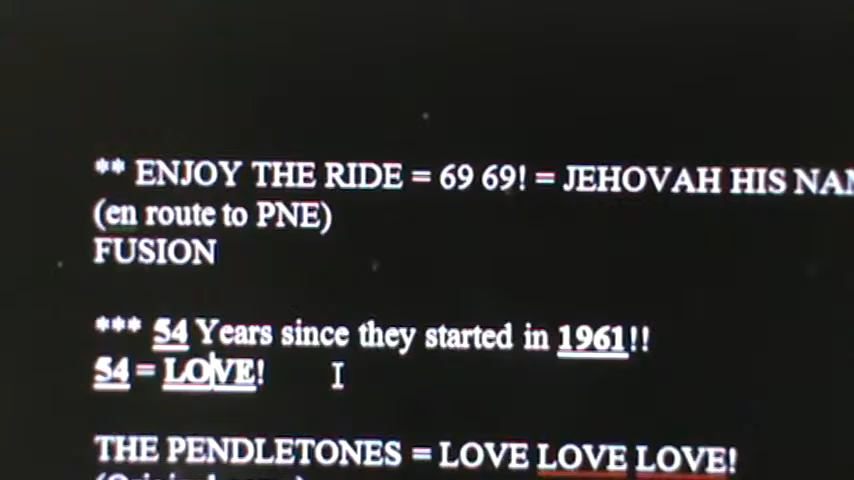 ** ENJOY THE RIDE = 69 69! = JEHOVAH HIS
(en route to PNE)
FUSION
*** 54 Years since they started in 1961!!
54 = LOVE!
THE PENDLETONES = LOVE LOVE LOVE!